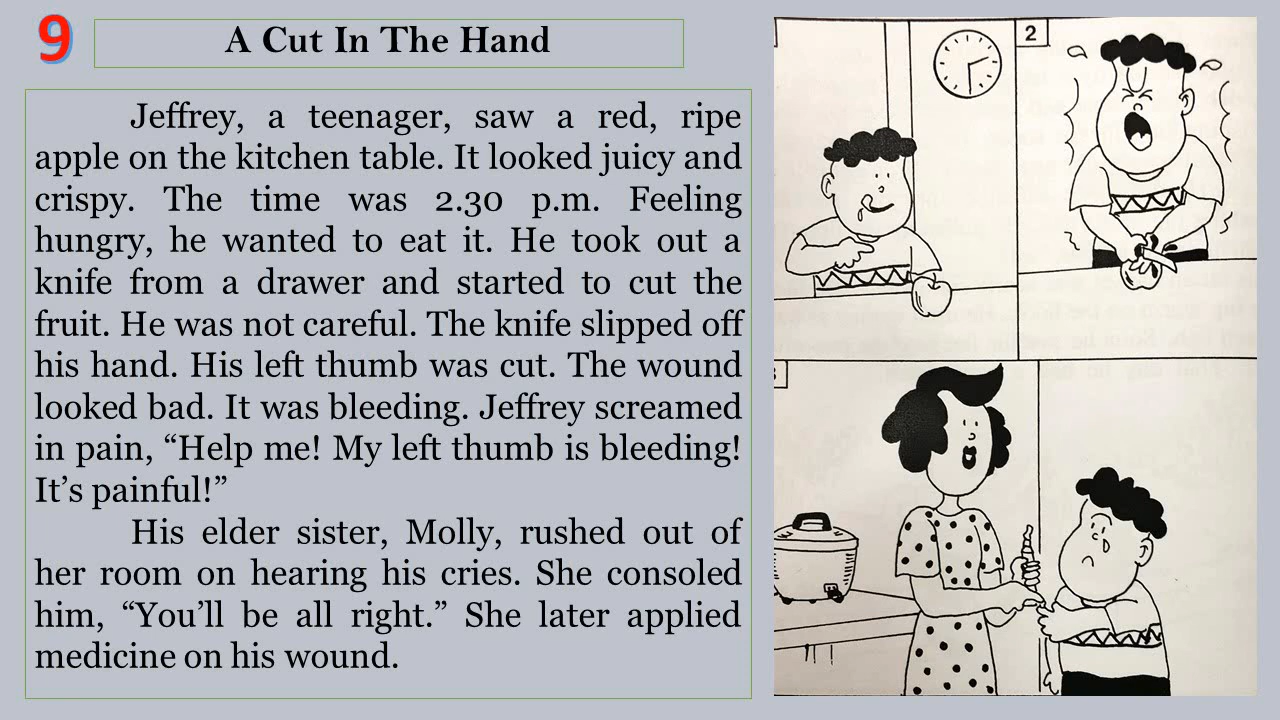 9
A Cut In The Hand
Jeffrey, a teenager, saw a red, ripe
apple on the kitchen table. It looked juicy and
crispy. The time was 2.30 p.m. Feeling
hungry, he wanted to eat it. He took out a
knife from a drawer and started to cut the
fruit. He was not careful. The knife slipped off
his hand. His left thumb was cut. The wound
looked bad. It was bleeding. Jeffrey screamed
in pain, “Help me! My left thumb is bleeding!
It’s painful!”
His elder sister, Molly, rushed out of
her room on hearing his cries. She consoled
him, “You’ll be all right.” She later applied
medicine on his wound.
2